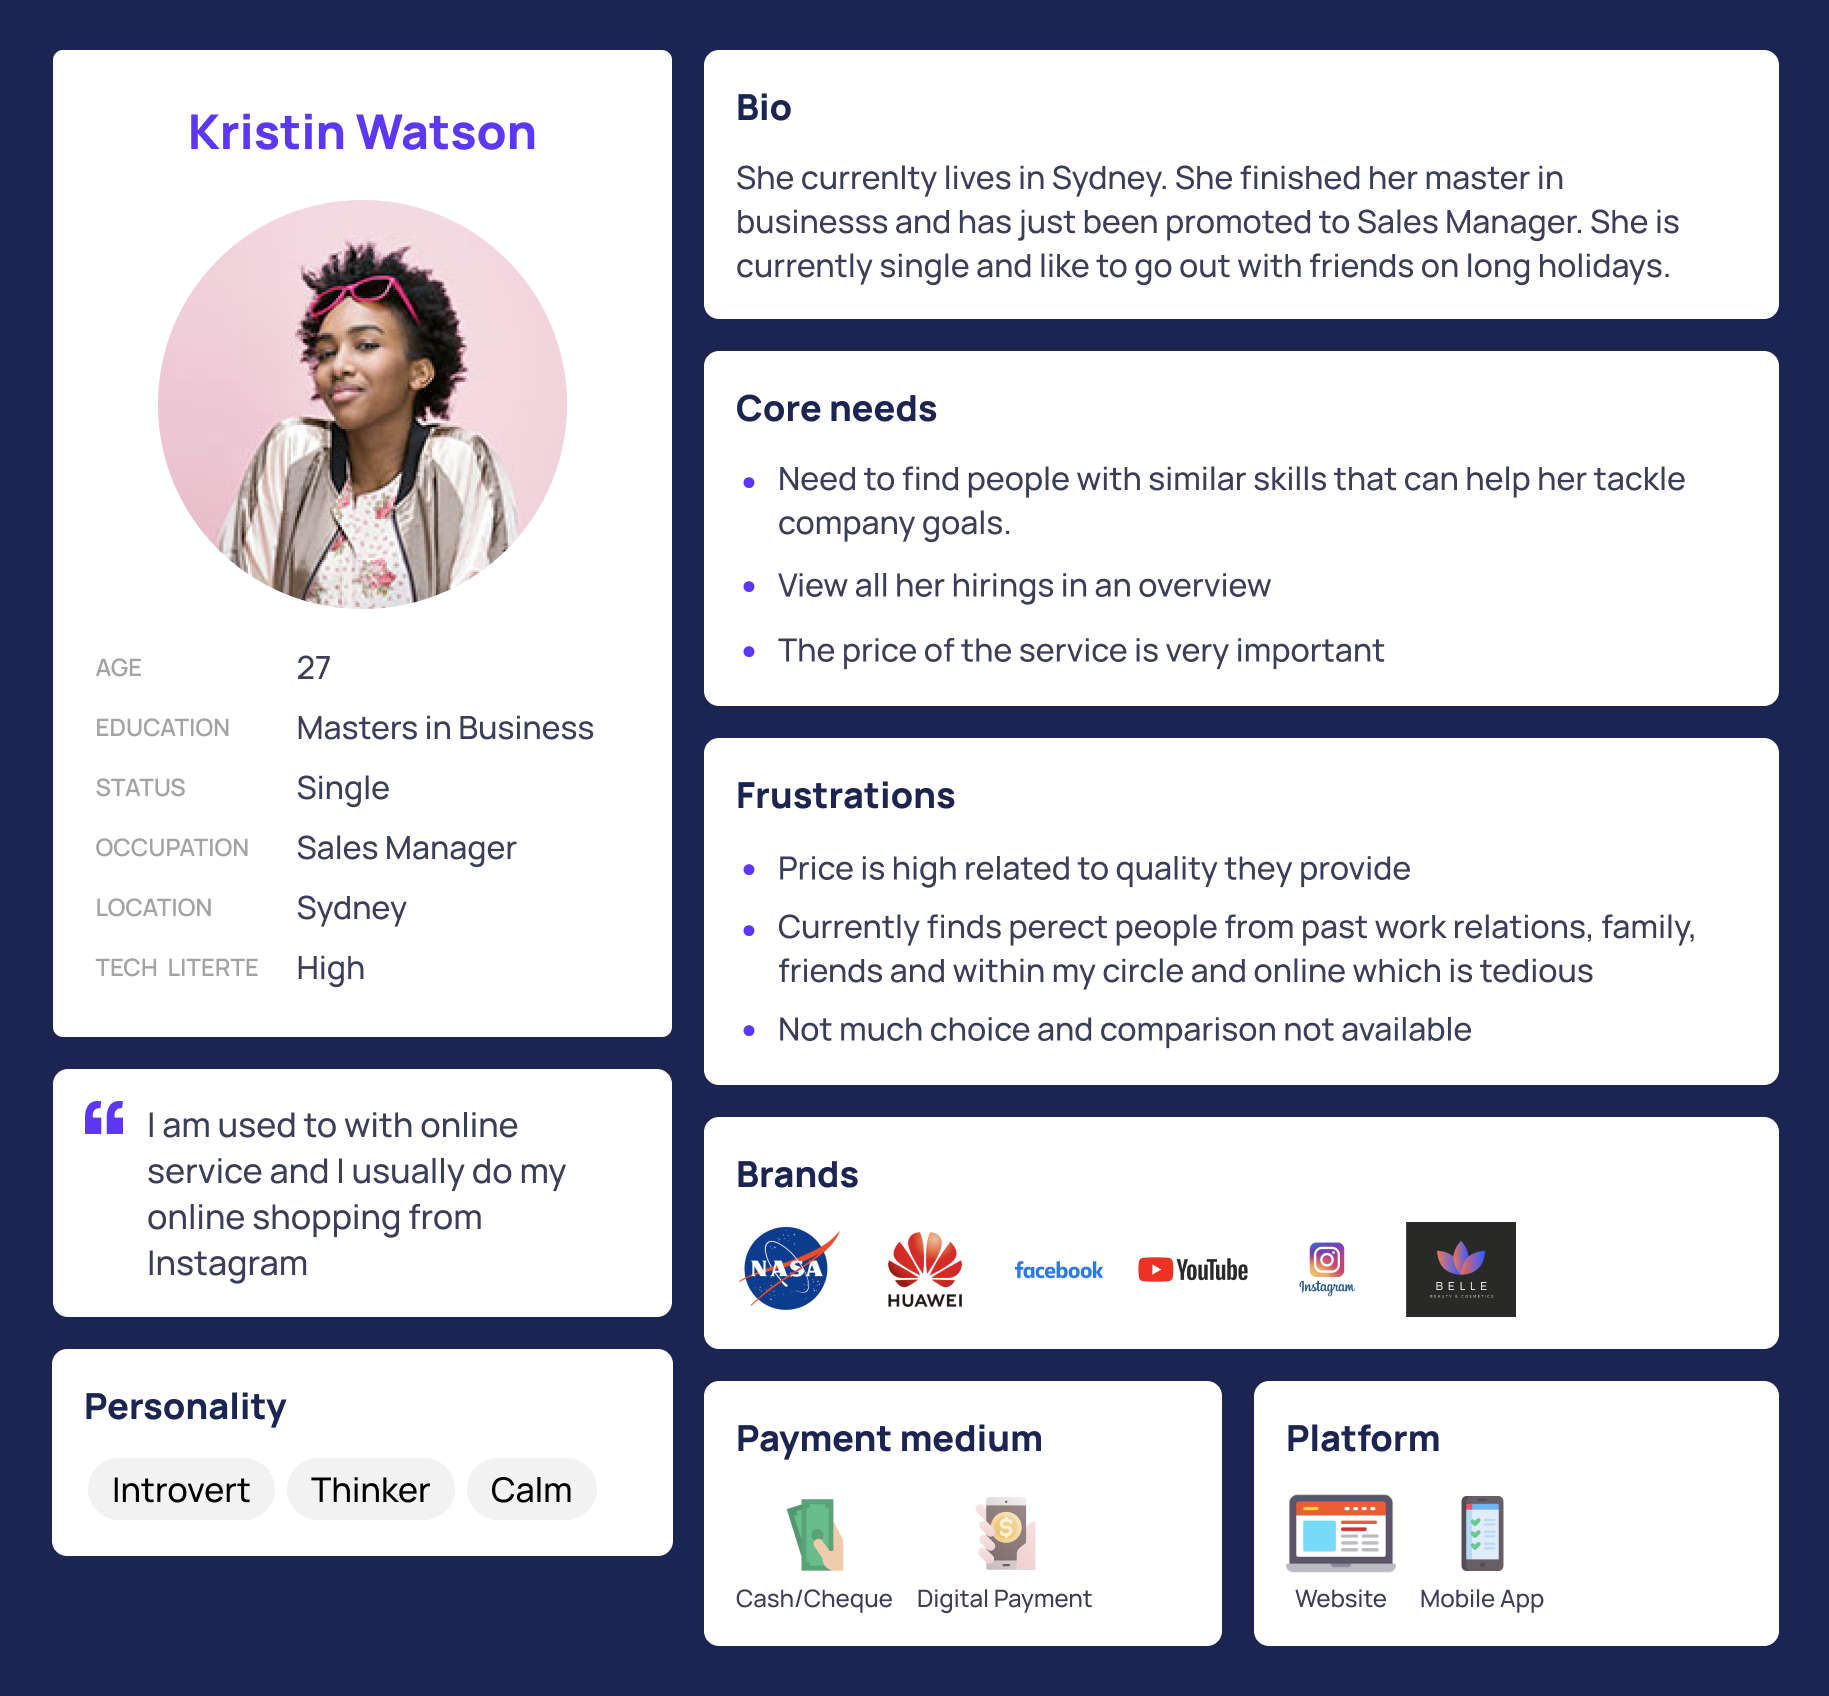 Kristin Watson
AGE 27
EDUCATION Masters in Business
STATUS Single
OCCUPATION Sales Manager
LOCATION Sydney
TECH LITERTE High
I am used to with online
service and I usually do my
online shopping from
Instagram
Personality
Introvert Thinker Calm
Bio
She currenlty lives in Sydney. She finished her master in
businesss and has just been promoted to Sales Manager. She is
currently single and like to go out with friends on long holidays.
Core needs
Need to find people with similar skills that can help her tackle
company goals.
View all her hirings in an overview
The price of the service is very important
Frustrations
Price is high related to quality they provide
Currently finds perect people from past work relations, family,
friends and within my circle and online which is tedious
Not much choice and comparison not available
Brands
NASA
HUAWEI
facebook
YouTube
Instagram
BELLE
BEAUTY & COSMETICS
Payment medium
Cash/Cheque Digital Payment
Platform
Website Mobile App